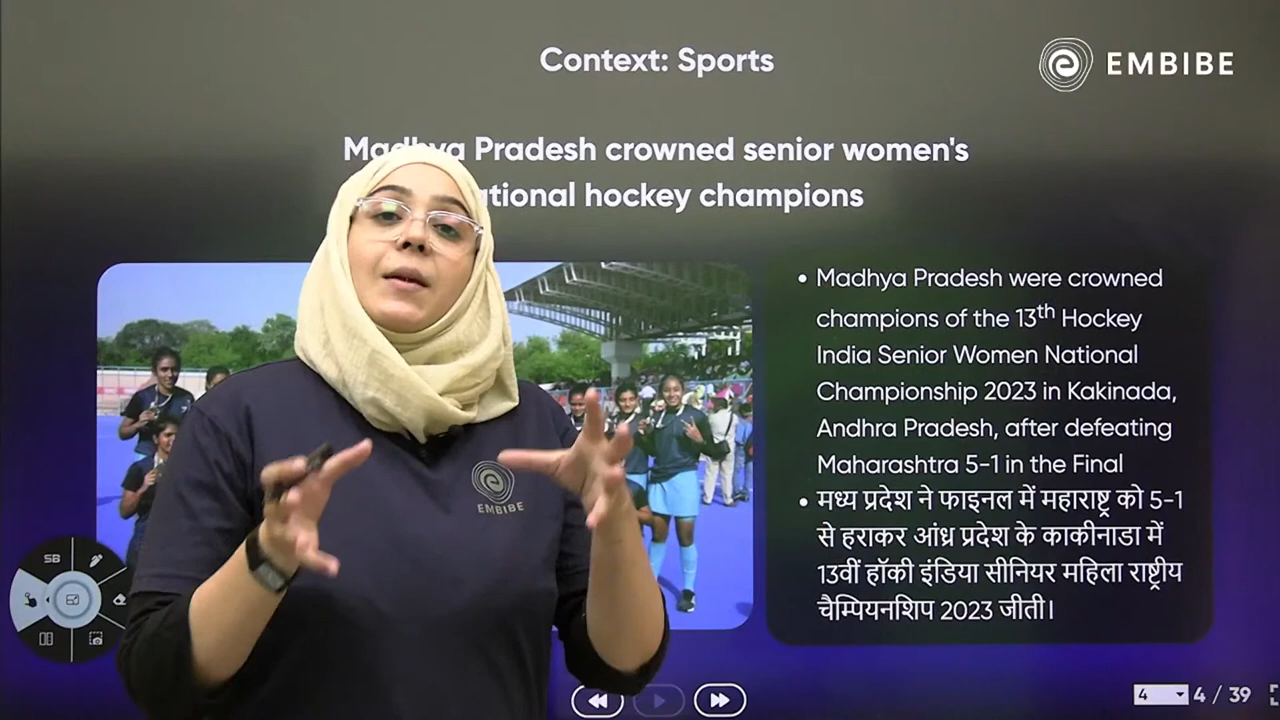 Context: Sports
EMBIBE
Madhya Pradesh crowned senior women's
national hockey champions
• Madhya Pradesh were crowned
champions of the 13th Hockey
India Senior Women National
Championship 2023 in Kakinada,
Andhra Pradesh, after defeating
Maharashtra 5-1 in the Final
• मध्य प्रदेश ने फाइनल में महाराष्ट्र को 5-1
से हराकर आंध्र प्रदेश के काकीनाडा में
13वीं हॉकी इंडिया सीनियर महिला राष्ट्रीय
चैम्पियनशिप 2023 जीती।
EMBIBE
SB
4 4 / 39